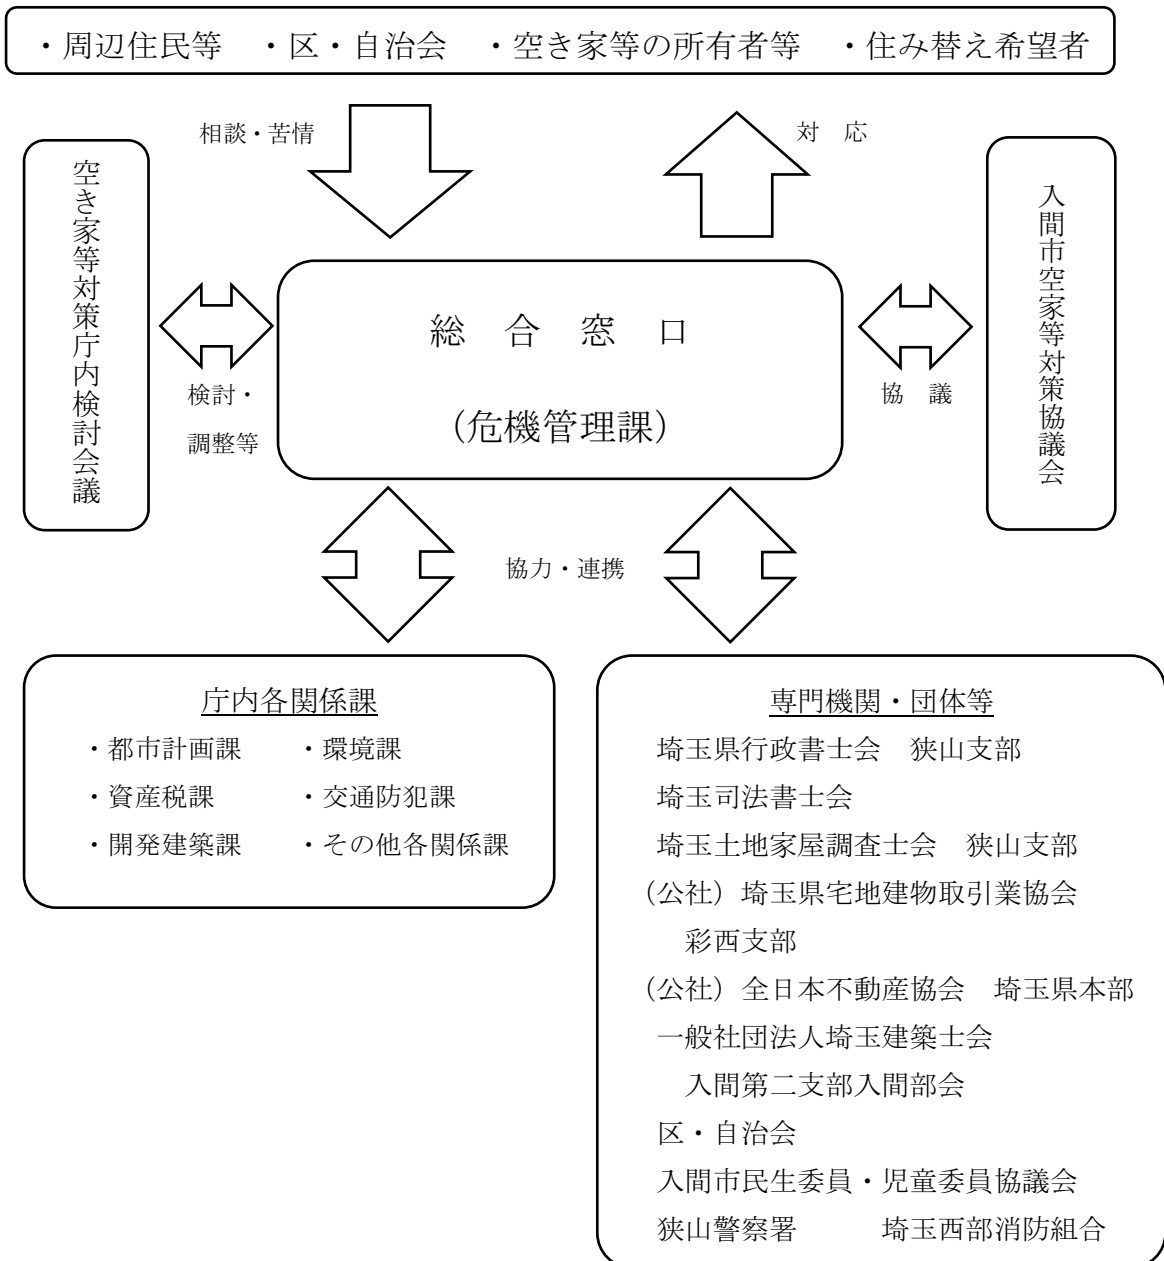 ・周辺住民等　・区・自治会　・空き家等の所有者等　・住み替え希望者
相談・苦情
対　応
空き家等対策庁内検討会議
総　合　窓　口
（危機管理課）
入間市空家等対策協議会
検討・
調整等
協　議
協力・連携
庁内各関係課
・都市計画課　　・環境課
・資産税課　　　・交通防犯課
・開発建築課　　・その他各関係課
専門機関・団体等
埼玉県行政書士会　狭山支部
埼玉司法書士会
埼玉土地家屋調査士会　狭山支部
（公社）埼玉県宅地建物取引業協会
彩西支部
（公社）全日本不動産協会　埼玉県本部
一般社団法人埼玉建築士会
入間第二支部入間部会
区・自治会
入間市民生委員・児童委員協議会
狭山警察署　　　埼玉西部消防組合